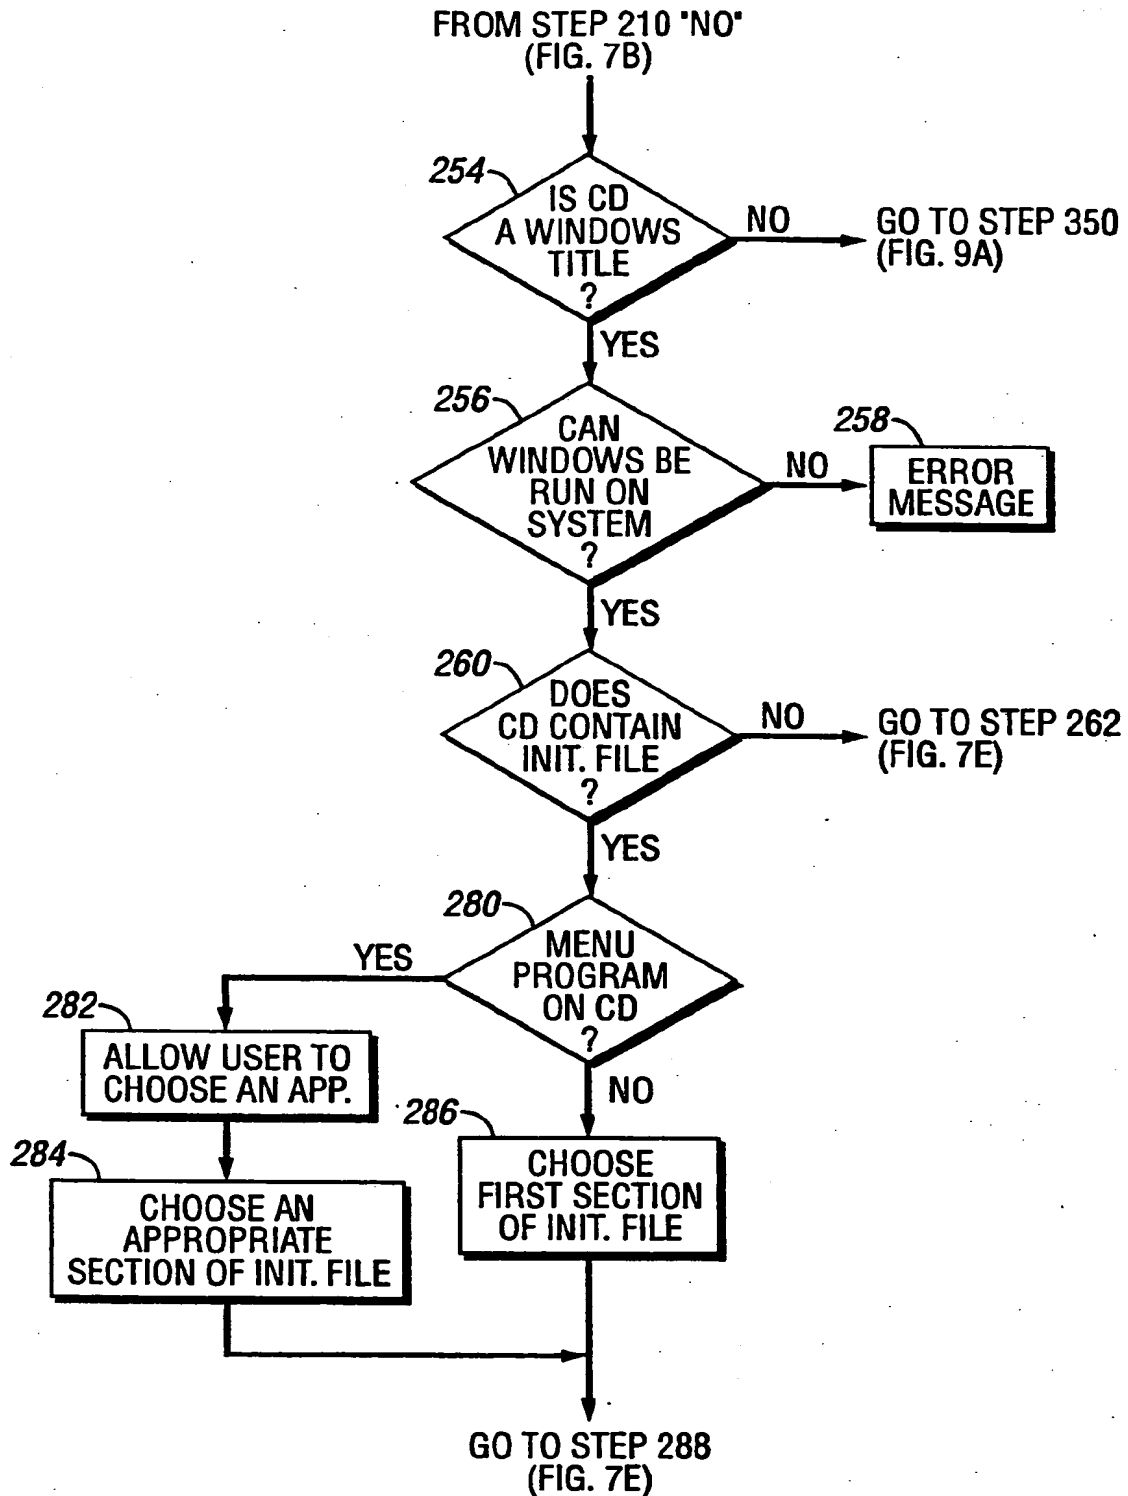 FROM STEP 210 "NO"
(FIG. 7B)
254
IS CD
A WINDOWS
TITLE
?
NO
GO TO STEP 350
(FIG. 9A)
YES
256
CAN
WINDOWS BE
RUN ON
SYSTEM
?
NO
258
ERROR
MESSAGE
YES
260
DOES
CD CONTAIN
INIT. FILE
?
NO
GO TO STEP 262
(FIG. 7E)
YES
280
MENU
PROGRAM
ON CD
?
YES
282
ALLOW USER TO
CHOOSE AN APP.
284
CHOOSE AN
APPROPRIATE
SECTION OF INIT. FILE
NO
286
CHOOSE
FIRST SECTION
OF INIT. FILE
GO TO STEP 288
(FIG. 7E)